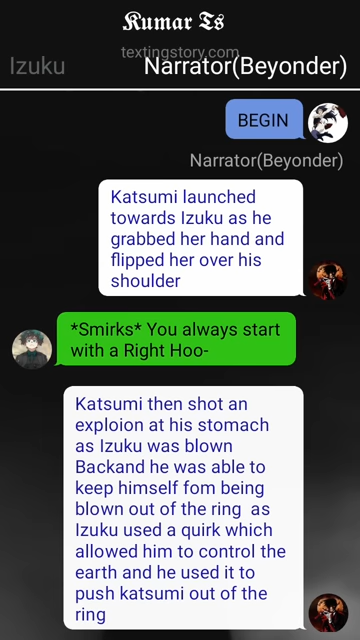 Kumar Ts
textingstory.com
Izuku Narrator(Beyonder)
BEGIN
Narrator(Beyonder)
Katsumi launched
towards Izuku as he
grabbed her hand and
flipped her over his
shoulder
*Smirks* You always start
with a Right Hoo-
Katsumi then shot an
exploion at his stomach
as Izuku was blown
Backand he was able to
keep himself fom being
blown out of the ring as
Izuku used a quirk which
allowed him to control the
earth and he used it to
push katsumi out of the
ring